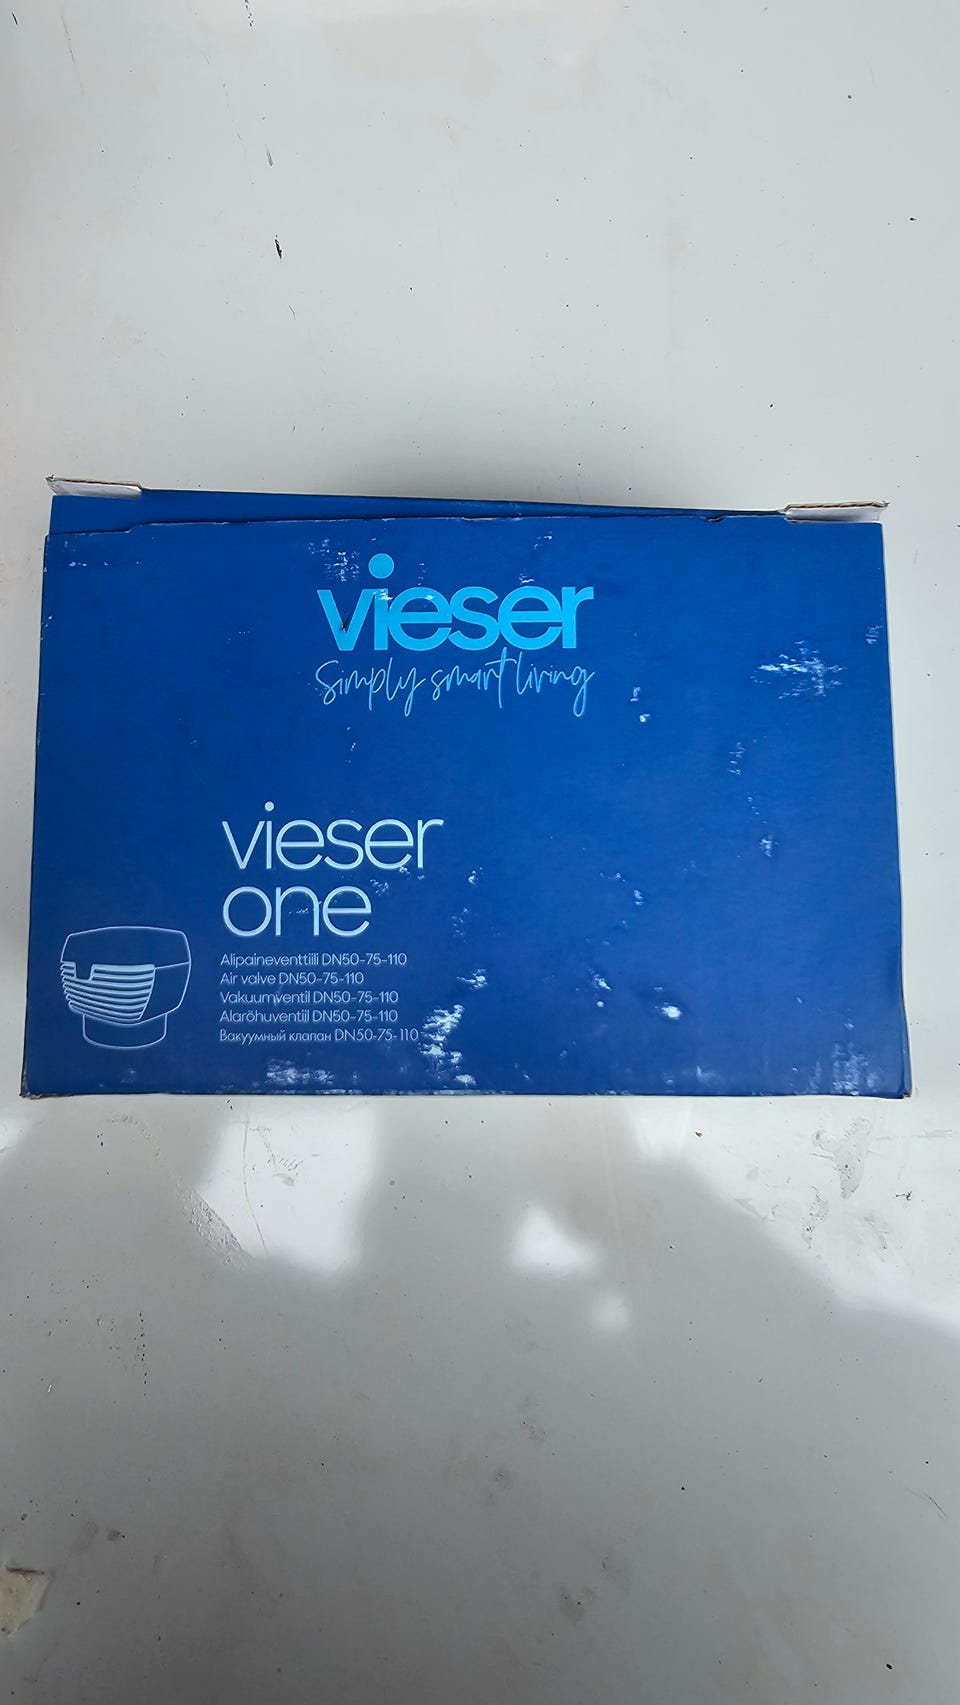 vieser
Simply smart living
vieser
one
Alipaineventtiili DN50-75-110
Air valve DN50-75-110
Vakuumventil DN50-75-110
Alarõhuventiil DN50-75-110
Вакуумный клапан DN50-75-110